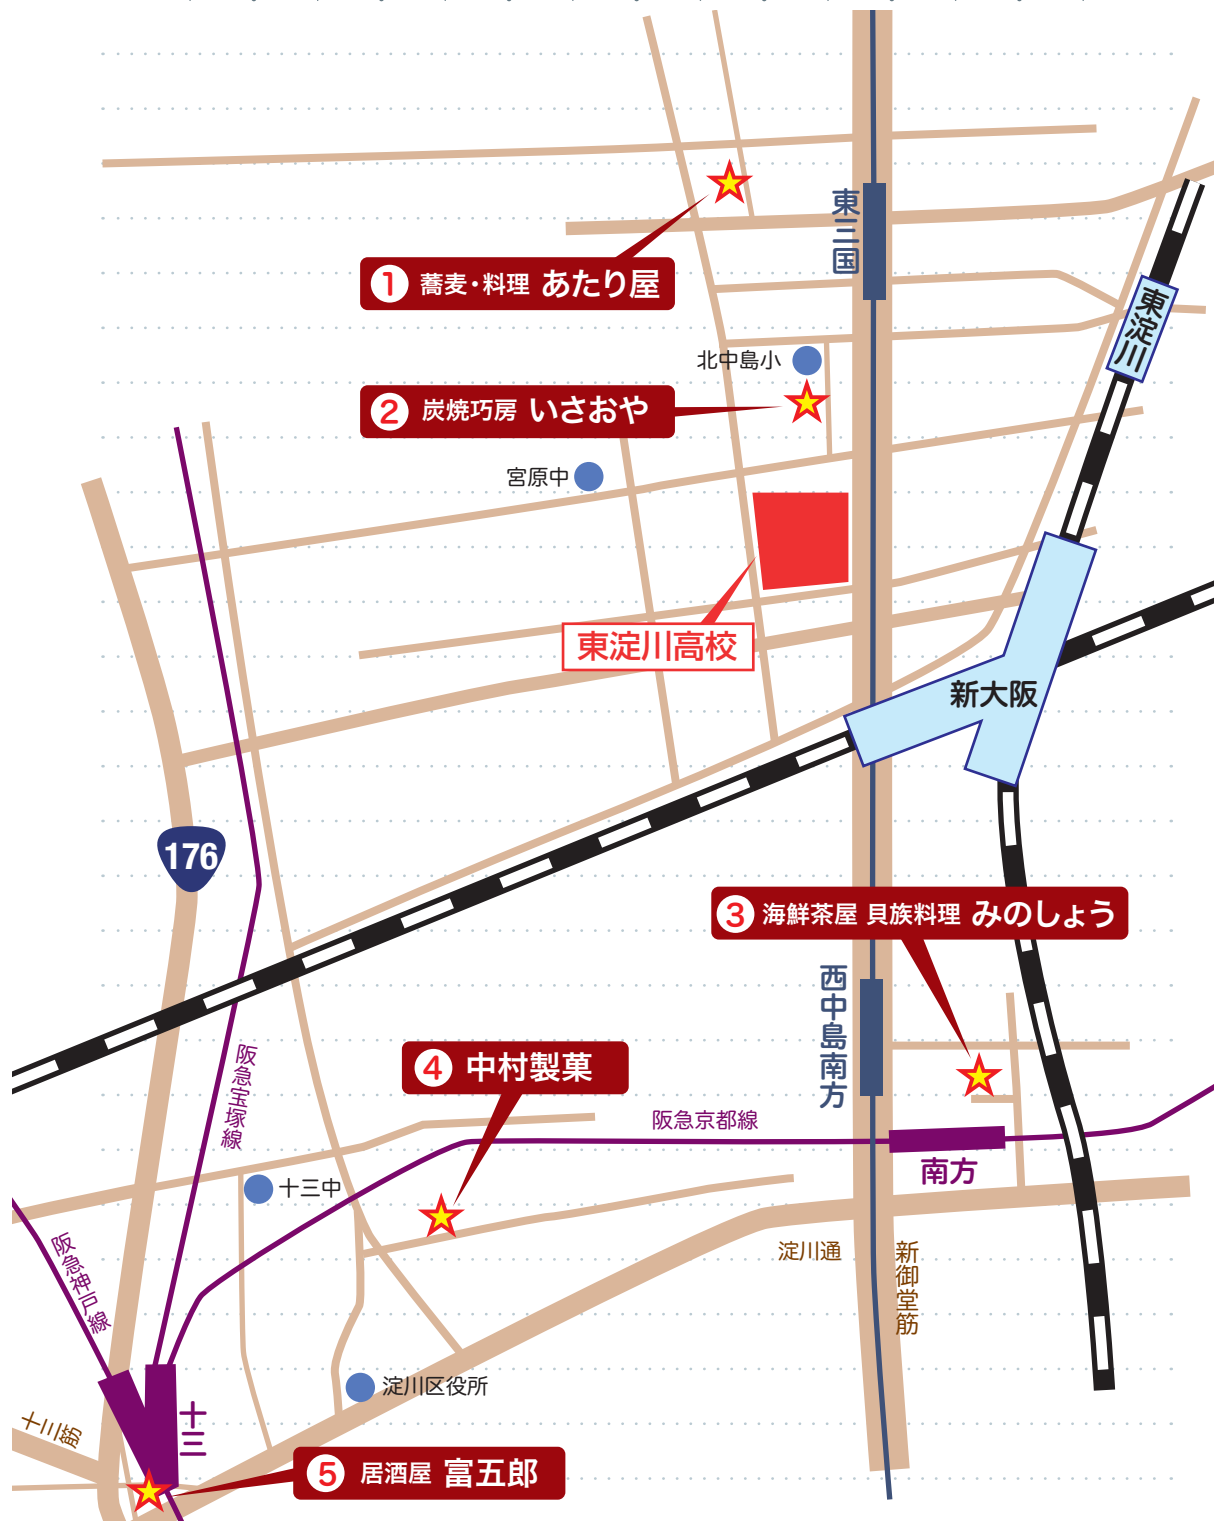 東三国
① 蕎麦・料理 あたり屋
東淀川
北中島小
② 炭焼巧房 いさおや
宮原中
東淀川高校
新大阪
176
③ 海鮮茶屋 貝族料理 みのしょう
西中島南方
④ 中村製菓
阪急宝塚線
阪急京都線
南方
十三中
阪急神戸線
淀川通
新御堂筋
淀川区役所
十三
十三筋
⑤ 居酒屋 富五郎